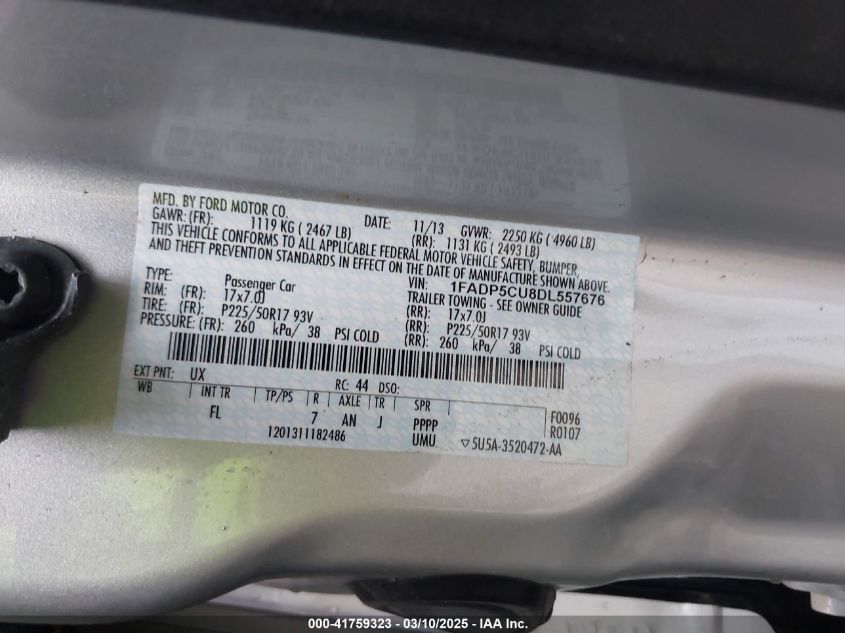 MFD. BY FORD MOTOR CO.
DATE: 11/13 GVWR: 2250 KG ( 4960 LB)
GAWR: (FR): 1119 KG ( 2467 LB) (RR): 1131 KG ( 2493 LB)
THIS VEHICLE CONFORMS TO ALL APPLICABLE FEDERAL MOTOR VEHICLE SAFETY, BUMPER,
AND THEFT PREVENTION STANDARDS IN EFFECT ON THE DATE OF MANUFACTURE SHOWN ABOVE.
VIN: 1FADP5CU8DL557676
TYPE: Passenger Car TRAILER TOWING - SEE OWNER GUIDE
RIM: (FR): 17x7.0J (RR): 17x7.0J
TIRE: (FR): P225/50R17 93V (RR): P225/50R17 93V
PRESSURE: (FR): 260 kPa/ 38 PSI COLD (RR): 260 kPa/ 38 PSI COLD
EXT PNT: UX RC: 44 DSO:
WB INT TR TP/PS R AXLE TR SPR
FL 7 AN J PPPP F0096
1201311182486 UMU R0107
▽5U5A-3520472-AA
000-41759323 - 03/10/2025 - IAA Inc.